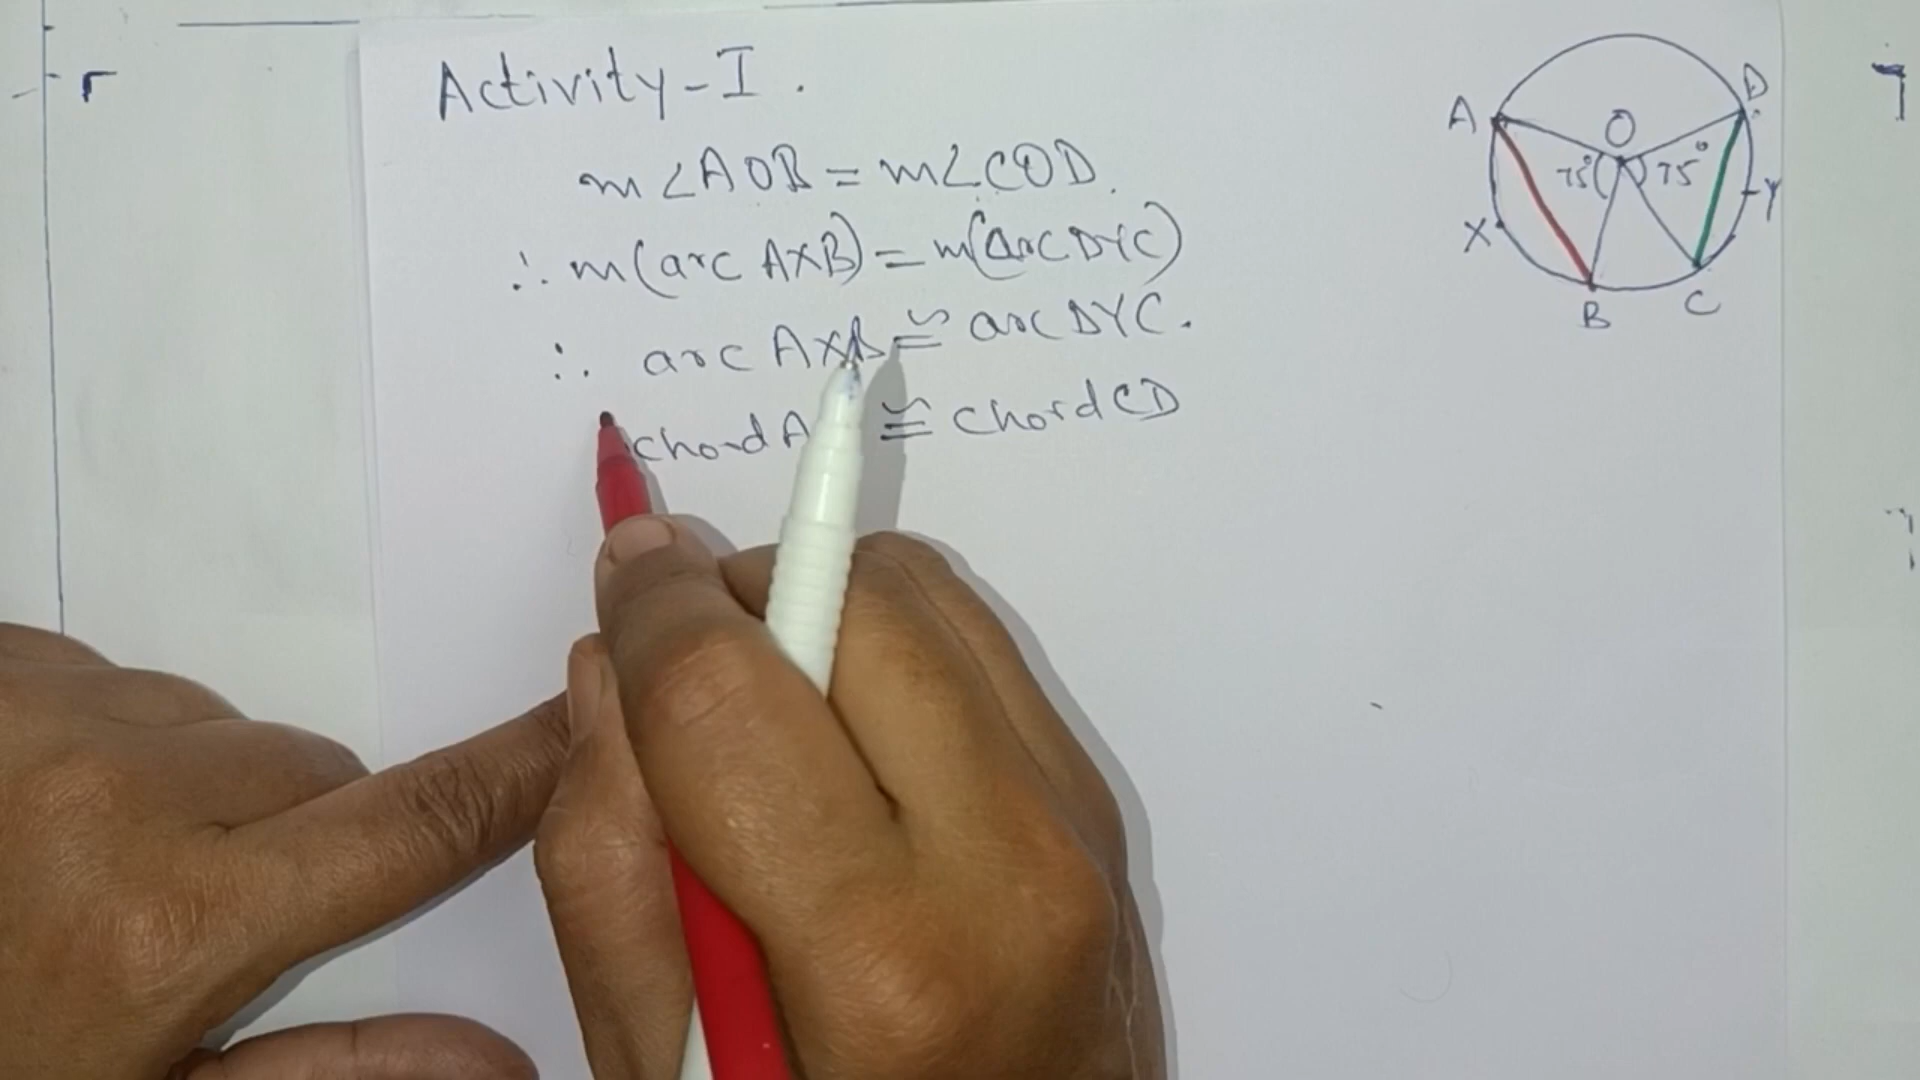 Activity-I.
m∠AOB = m∠COD.
∴ m(arc AXB) = m(arc DYC)
∴ arc AXB ≅ arc DYC.
chord A ≅ chord CD
A
D
O
75°
75°
Y
X
B
C